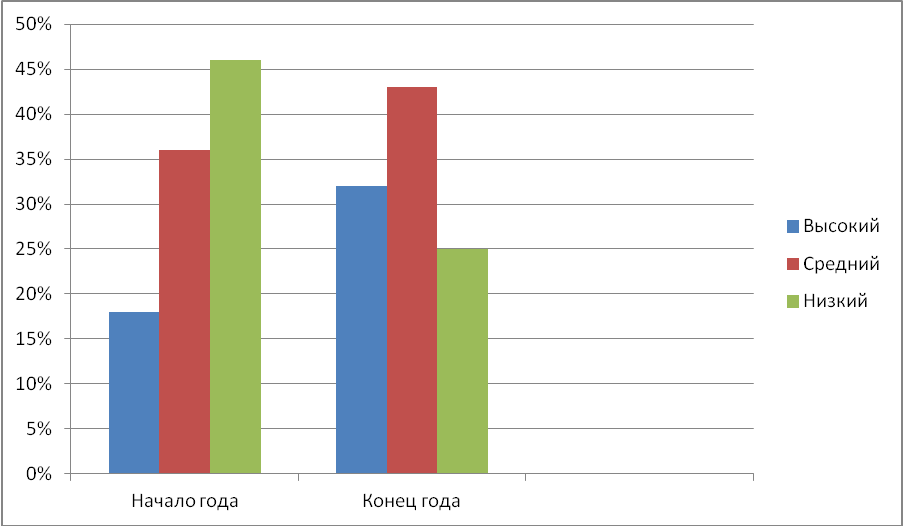 50%
45%
40%
35%
30%
25%
20%
15%
10%
5%
0%
Начало года
Конец года
Высокий
Средний
Низкий